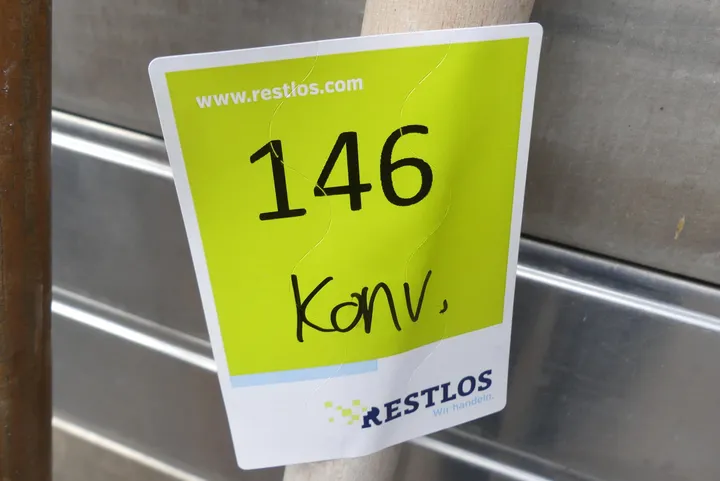 www.restlos.com
146
Konv.
RESTLOS
Wir handeln.